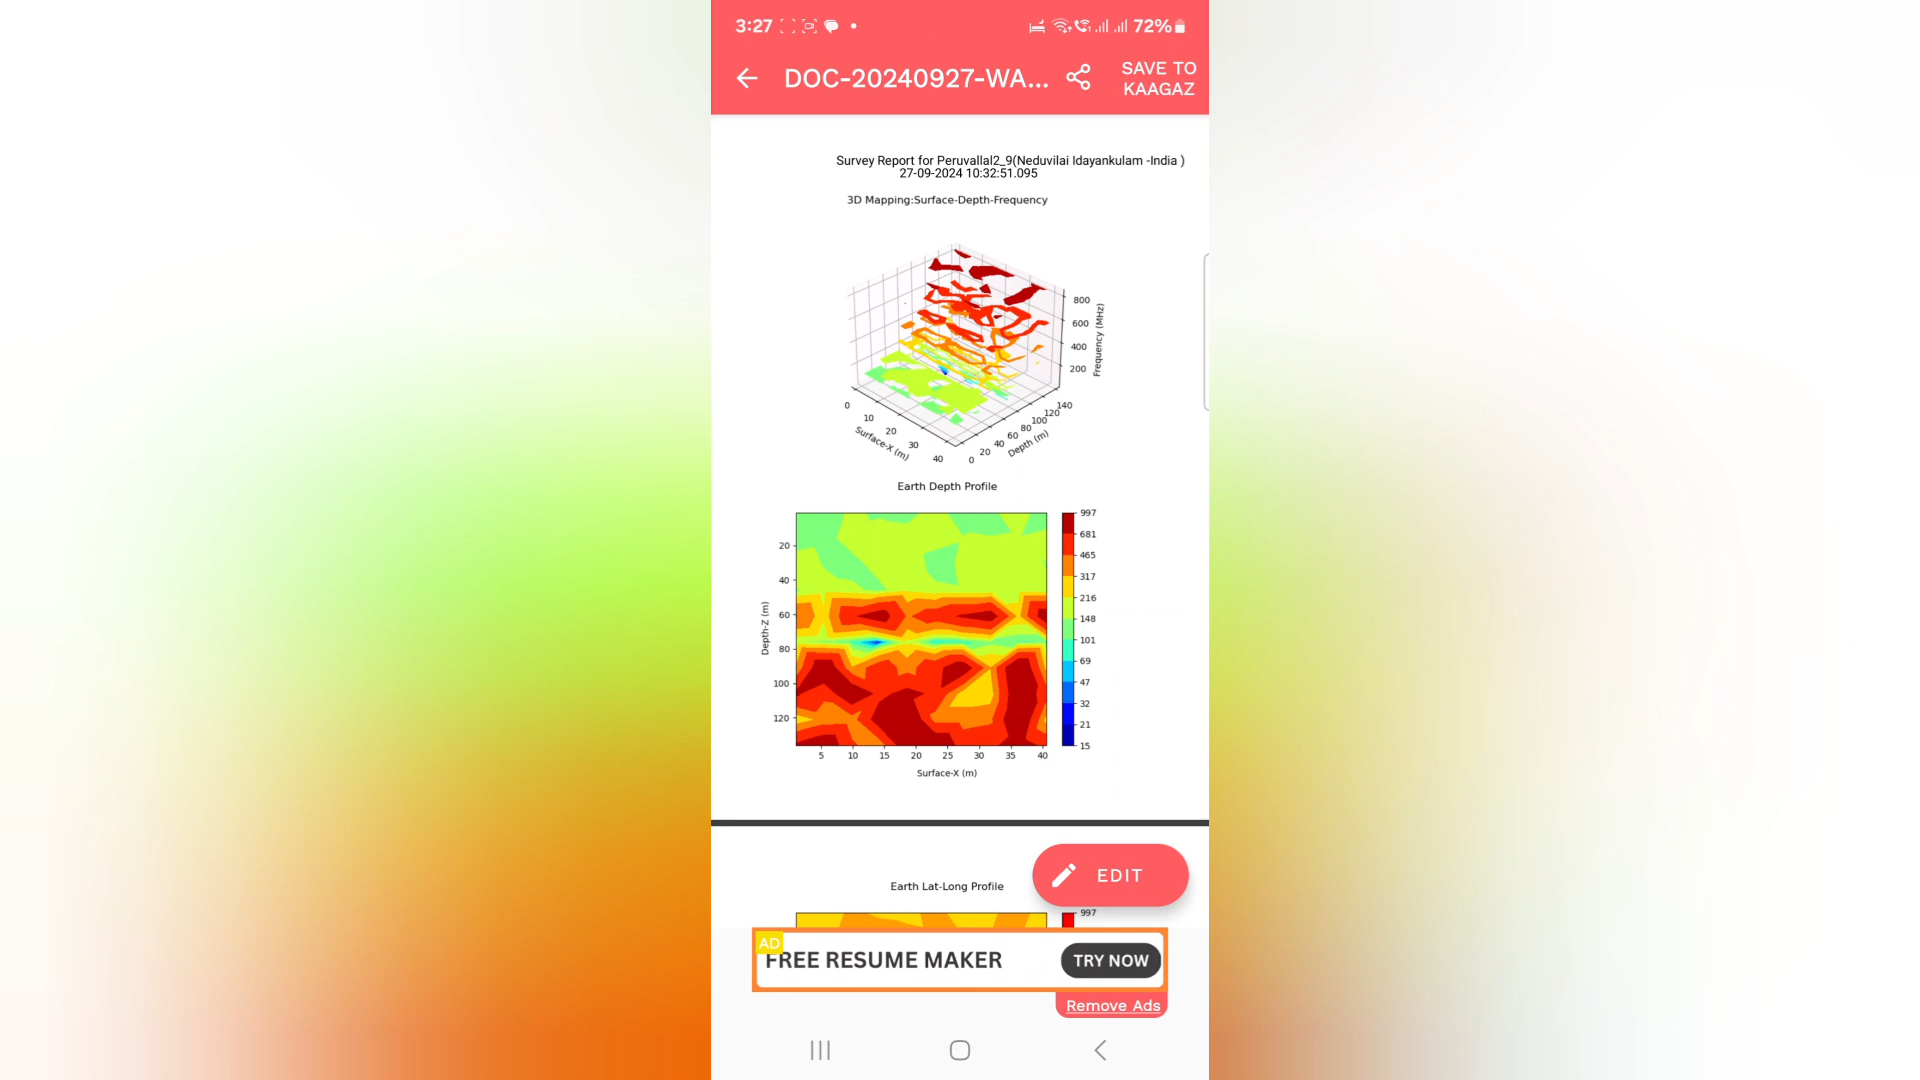 3:27
72%
DOC-20240927-WA...
SAVE TO
KAAGAZ
Survey Report for Peruvallal2_9(Neduvilai Idayankulam -India )
27-09-2024 10:32:51.095
3D Mapping:Surface-Depth-Frequency
800
600
400
200
Frequency (MHz)
0
10
20
30
40
Surface-X (m)
0
20
40
60
80
100
120
140
Depth (m)
Earth Depth Profile
20
40
60
80
100
120
Depth-Z (m)
5 10 15 20 25 30 35 40
Surface-X (m)
997
681
465
317
216
148
101
69
47
32
21
15
EDIT
Earth Lat-Long Profile
997
AD
FREE RESUME MAKER
TRY NOW
Remove Ads